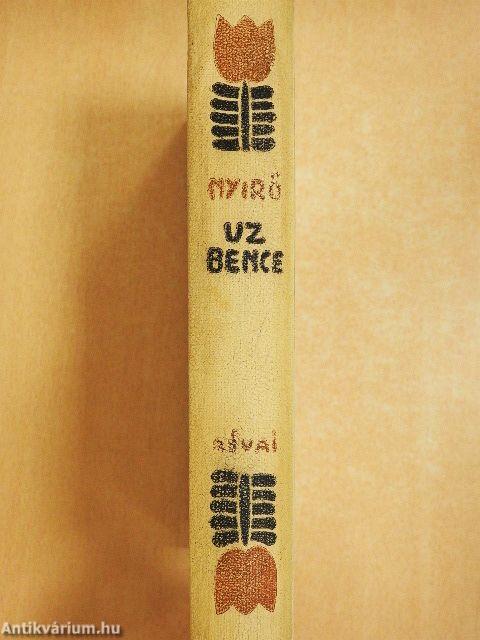 NYIRŐ
UZ
BENCE
RÉVAI
Antikvárium.hu